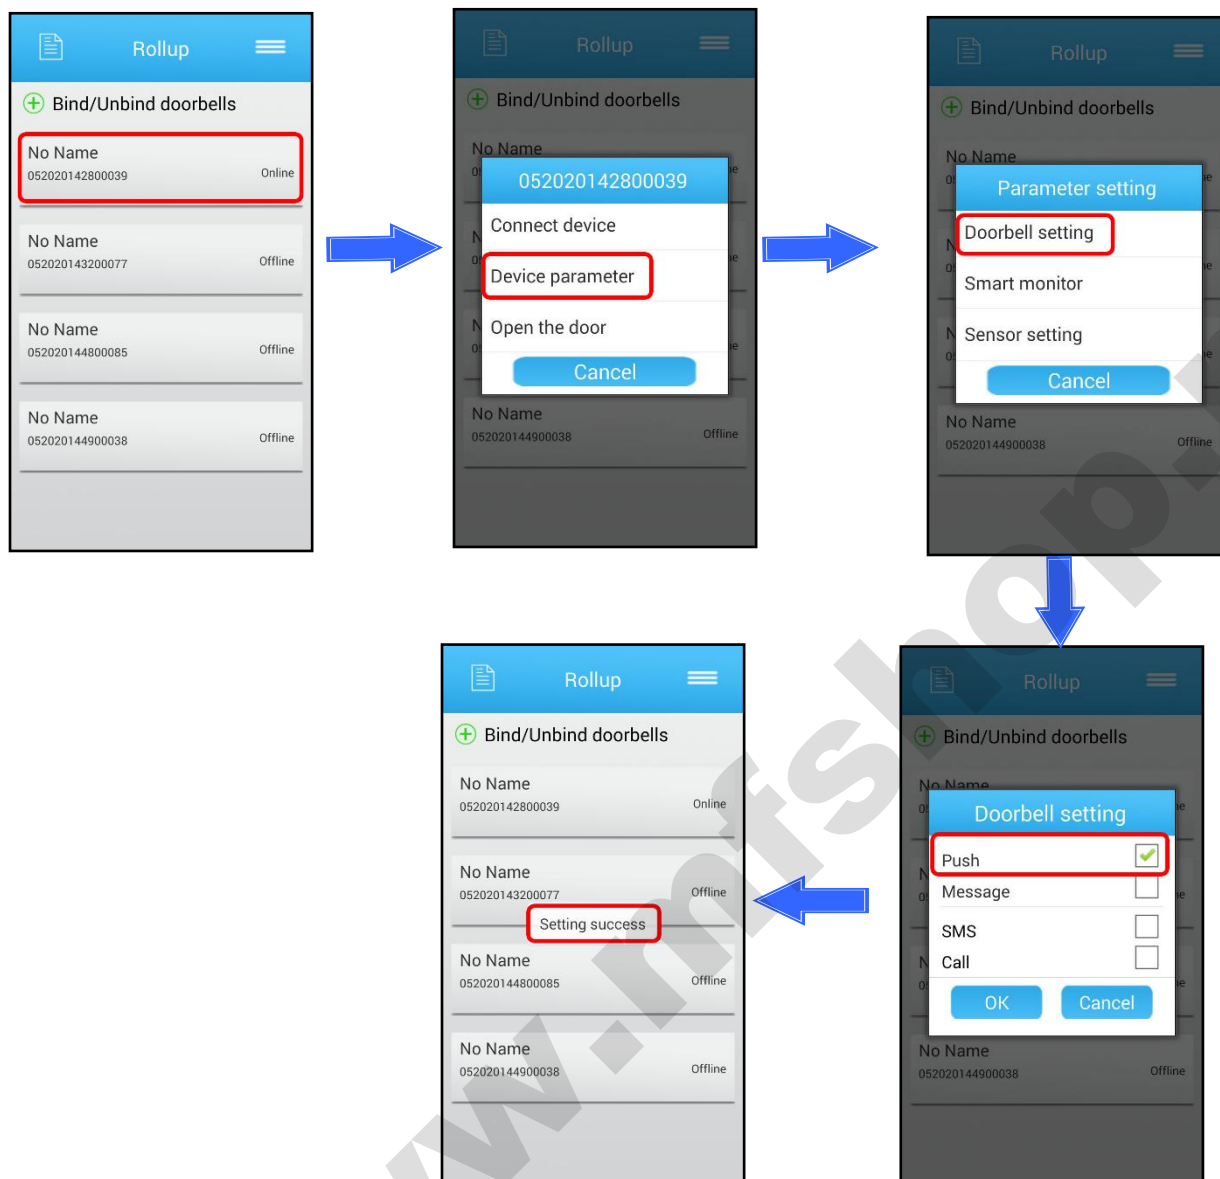 Rollup
Bind/Unbind doorbells
No Name
052020142800039
Online
No Name
052020143200077
Offline
No Name
052020144800085
Offline
No Name
052020144900038
Offline
Rollup
Bind/Unbind doorbells
No Name
052020142800039
Connect device
Device parameter
Open the door
Cancel
No Name
052020144900038
Offline
Rollup
Bind/Unbind doorbells
No Name
Parameter setting
Doorbell setting
Smart monitor
Sensor setting
Cancel
No Name
052020144900038
Offline
Rollup
Bind/Unbind doorbells
No Name
Doorbell setting
Push
Message
SMS
Call
OK
Cancel
No Name
052020144900038
Offline
Rollup
Bind/Unbind doorbells
No Name
052020142800039
Online
No Name
052020143200077
Offline
Setting success
No Name
052020144800085
Offline
No Name
052020144900038
Offline